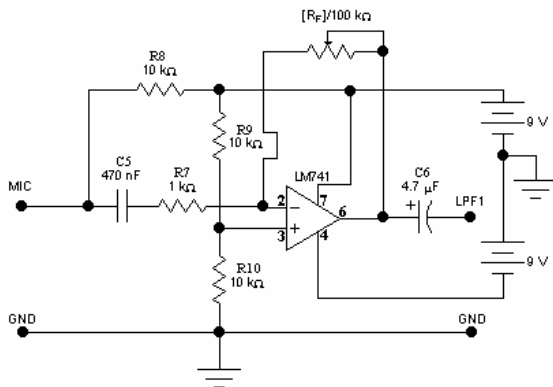 [RF]/100 kΩ
R8
10 kΩ
R9
10 kΩ
9 V
C5
470 nF
R7
1 kΩ
LM741
C6
4.7 µF
MIC
2
7
6
+
LPF1
−
+
3
4
9 V
R10
10 kΩ
GND
GND